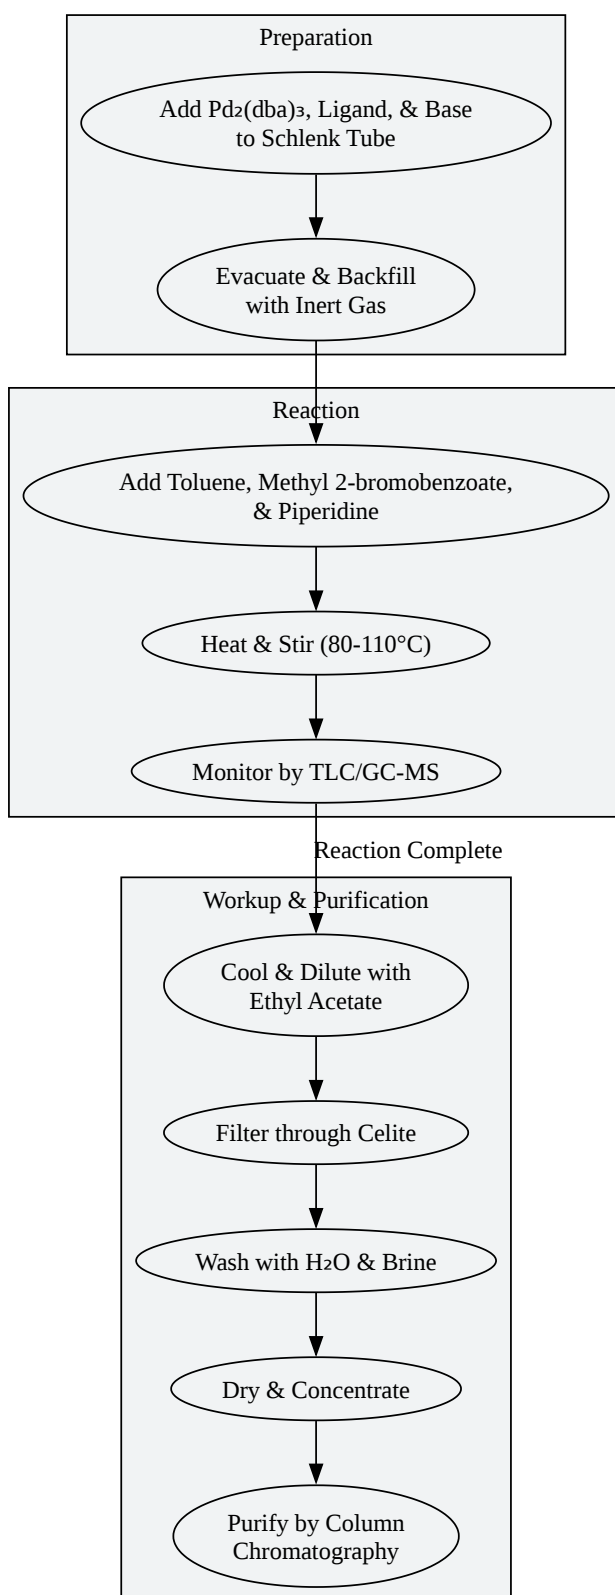 Preparation
Add Pd₂(dba)₃, Ligand, & Base
to Schlenk Tube
Evacuate & Backfill
with Inert Gas
Reaction
Add Toluene, Methyl 2-bromobenzoate,
& Piperidine
Heat & Stir (80-110°C)
Monitor by TLC/GC-MS
Reaction Complete
Workup & Purification
Cool & Dilute with
Ethyl Acetate
Filter through Celite
Wash with H₂O & Brine
Dry & Concentrate
Purify by Column
Chromatography